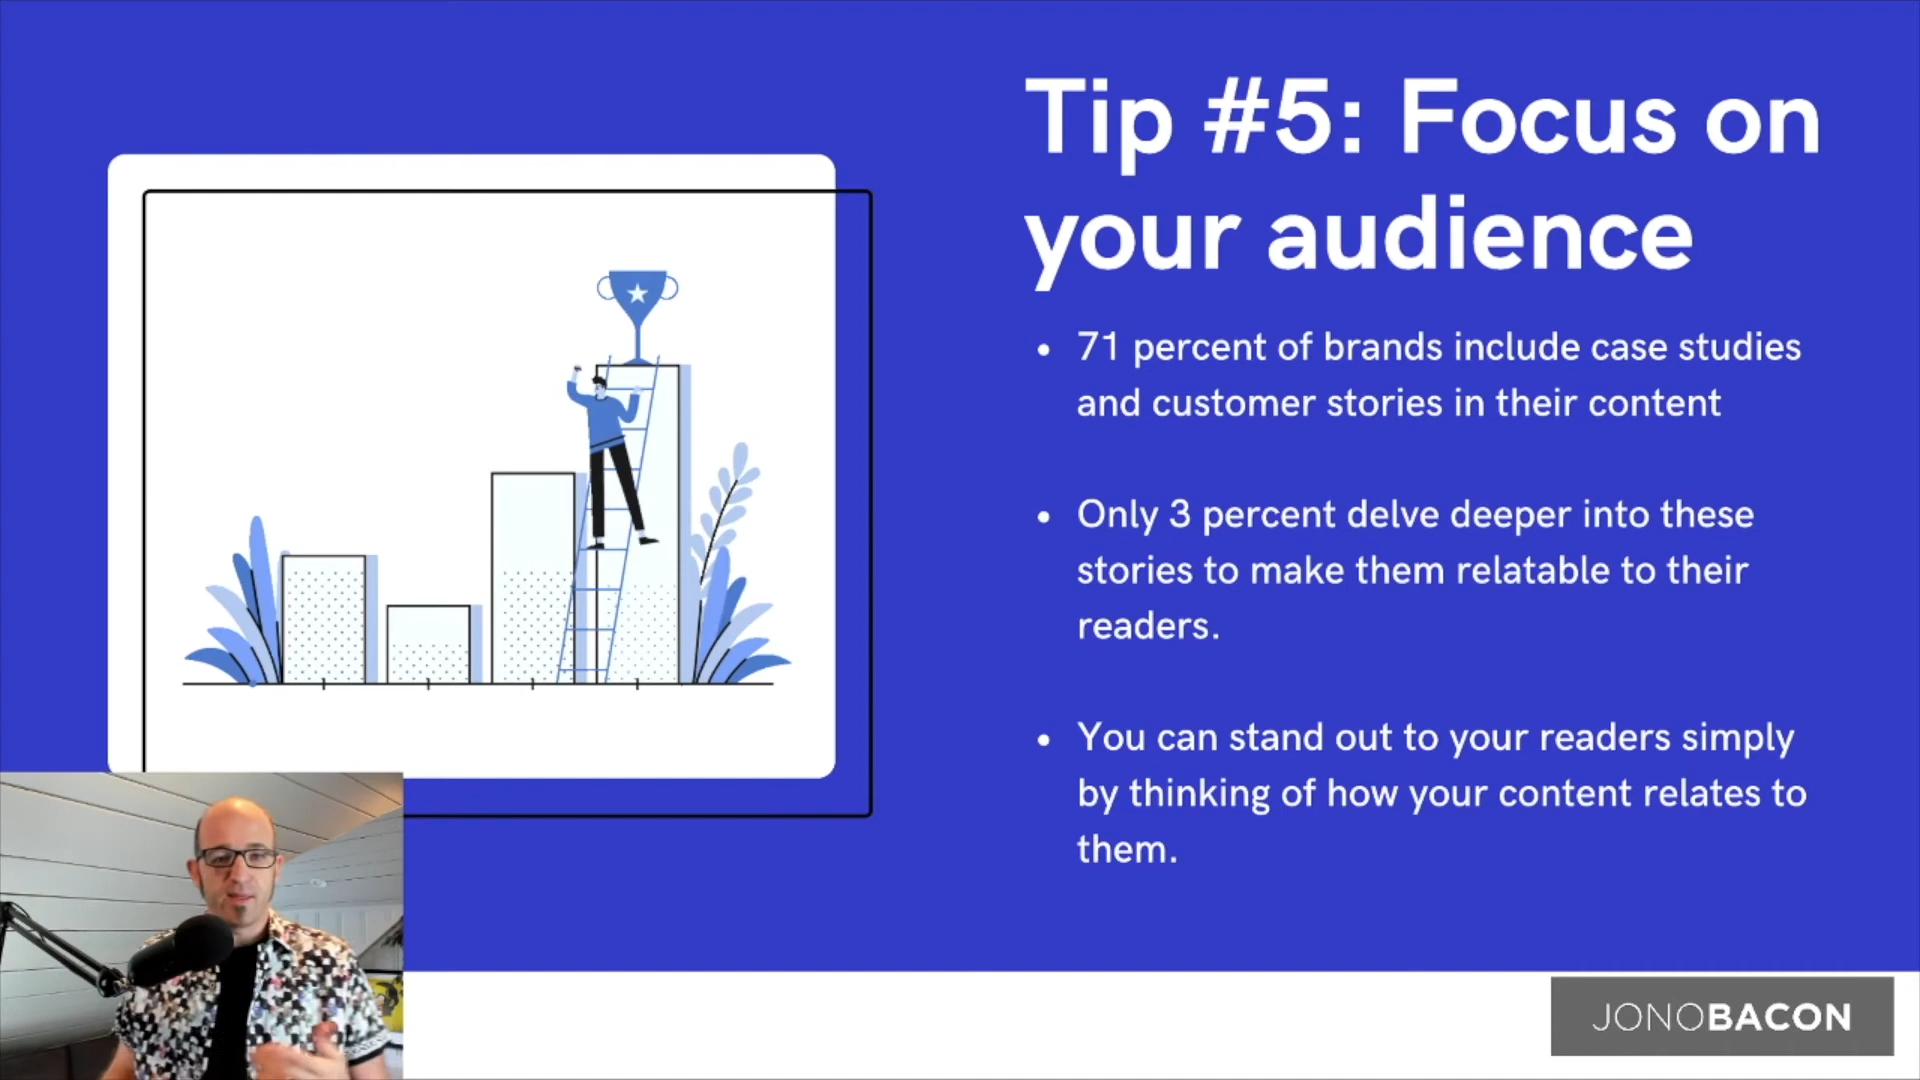 Tip #5: Focus on
your audience
• 71 percent of brands include case studies
and customer stories in their content
• Only 3 percent delve deeper into these
stories to make them relatable to their
readers.
• You can stand out to your readers simply
by thinking of how your content relates to
them.
JONOBACON